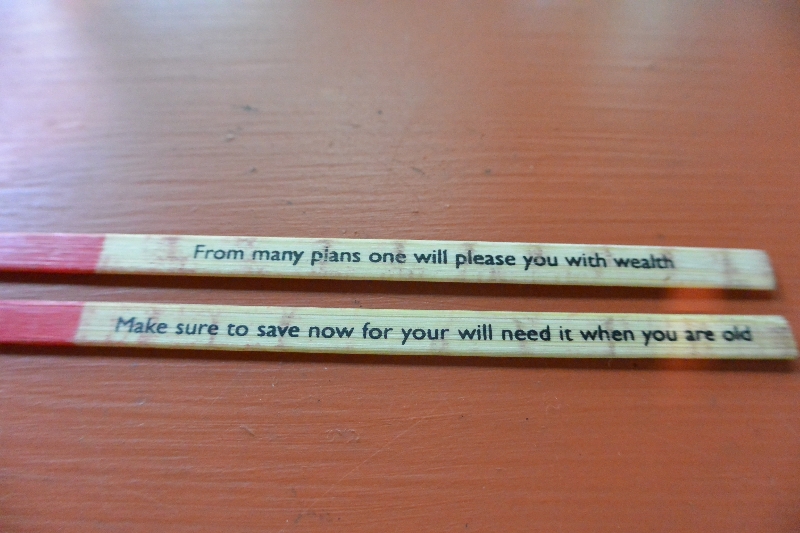 From many plans one will please you with wealth
Make sure to save now for your will need it when you are old